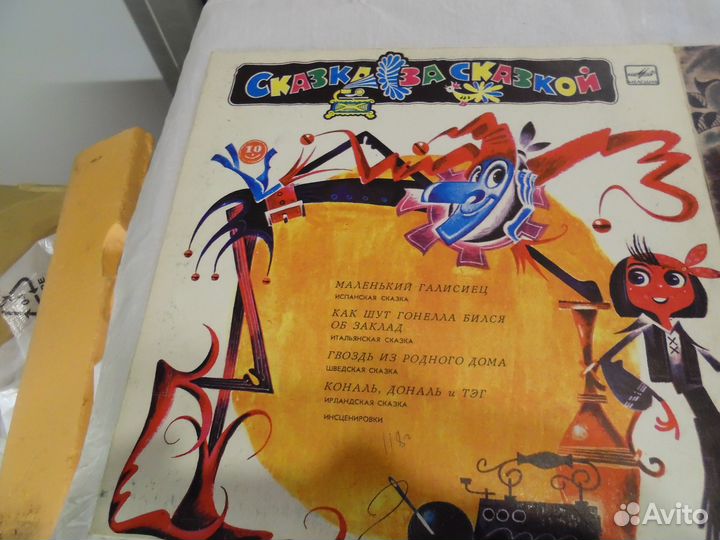 СКАЗКА ЗА СКАЗКОЙ
МЕЛОДИЯ
10
МАЛЕНЬКИЙ ГАЛИСИЕЦ
ИСПАНСКАЯ СКАЗКА
КАК ШУТ ГОНЕЛЛА БИЛСЯ
ОБ ЗАКЛАД
ИТАЛЬЯНСКАЯ СКАЗКА
ГВОЗДЬ ИЗ РОДНОГО ДОМА
ШВЕДСКАЯ СКАЗКА
КОНАЛЬ, ДОНАЛЬ и ТЭГ
ИРЛАНДСКАЯ СКАЗКА
ИНСЦЕНИРОВКИ
Avito